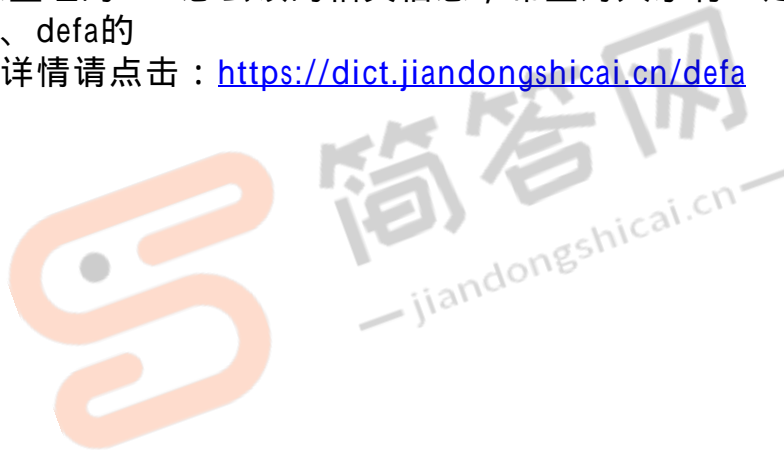 、defa的
详情请点击：https://dict.jiandongshicai.cn/defa
简答网
jiandongshicai.cn